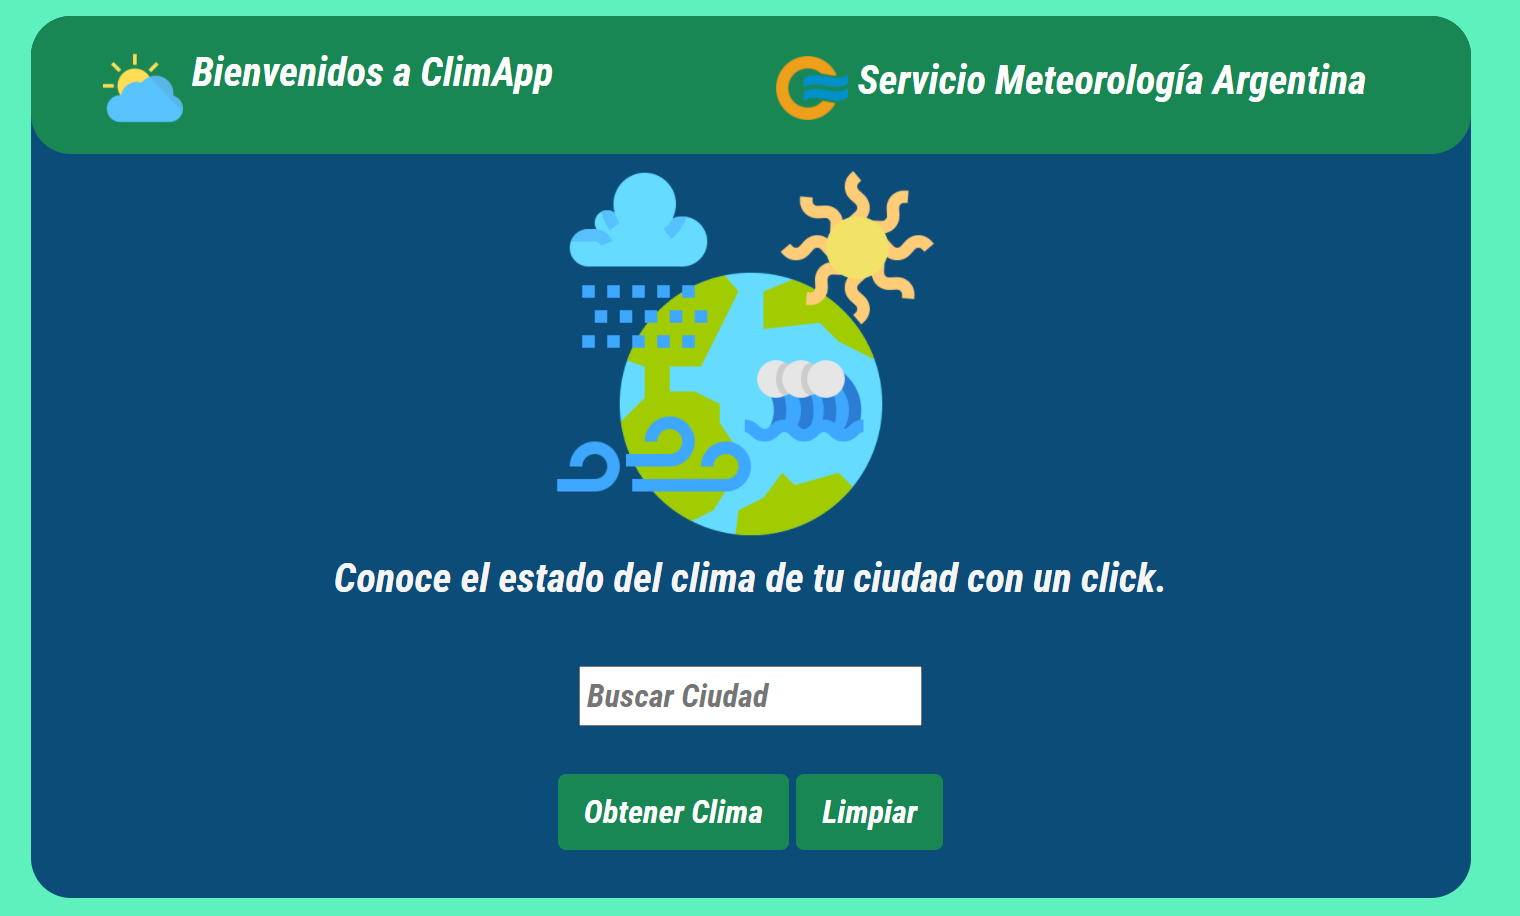 Bienvenidos a ClimApp
Servicio Meteorología Argentina
Conoce el estado del clima de tu ciudad con un click.
Buscar Ciudad
Obtener Clima
Limpiar